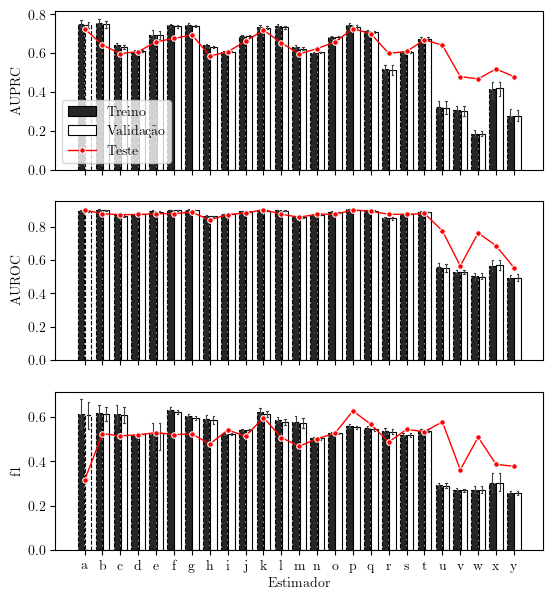 0.8
0.6
0.4
0.2
0.0
AUPRC
Treino
Validação
Teste
0.8
0.6
0.4
0.2
0.0
AUROC
0.6
0.4
0.2
0.0
f1
a b c d e f g h i j k l m n o p q r s t u v w x y
Estimador